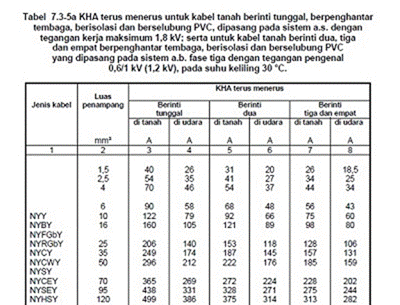 Tabel 7.3-5a KHA terus menerus untuk kabel tanah berinti tunggal, berpenghantar
tembaga, berisolasi dan berselubung PVC, dipasang pada sistem a.s. dengan
tegangan kerja maksimum 1,8 kV; serta untuk kabel tanah berinti dua, tiga
dan empat berpenghantar tembaga, berisolasi dan berselubung PVC
yang dipasang pada sistem a.b. fase tiga dengan tegangan pengenal
0,6/1 kV (1,2 kV), pada suhu keliling 30 °C.
Jenis kabel Luas penampang KHA terus menerus
Berinti tunggal Berinti dua Berinti tiga dan empat
di tanah di udara di tanah di udara di tanah di udara
mm² A A A A A A
1 2 3 4 5 6 7 8
1,5 40 26 31 20 26 18,5
2,5 54 35 41 27 34 25
4 70 46 54 37 44 34
6 90 58 68 48 56 43
NYY 10 122 79 92 66 75 60
NYBY 16 160 105 121 89 98 80
NYFGbY
NYRGbY 25 206 140 153 118 128 106
NYCY 35 249 174 187 145 157 131
NYCWY 50 296 212 222 176 185 159
NYSY
NYCEY 70 365 269 272 224 228 202
NYSEY 95 438 331 328 271 275 244
NYHSY 120 499 386 375 314 313 282